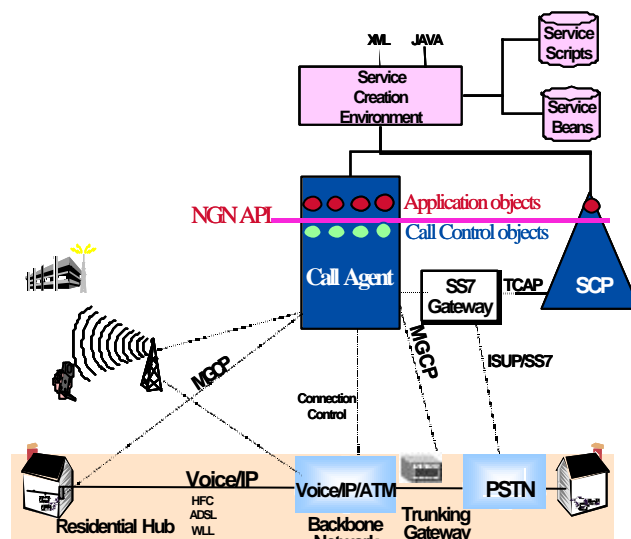 XML JAVA
Service
Scripts
Service
Creation
Environment
Service
Beans
NGN API
Application objects
Call Control objects
Call Agent
SS7
Gateway
TCAP
SCP
MGCP
MGCP
ISUP/SS7
Connection
Control
Voice/IP
HFC
ADSL
WLL
Residential Hub
Voice/IP/ATM
Backbone
Network
Trunking
Gateway
PSTN